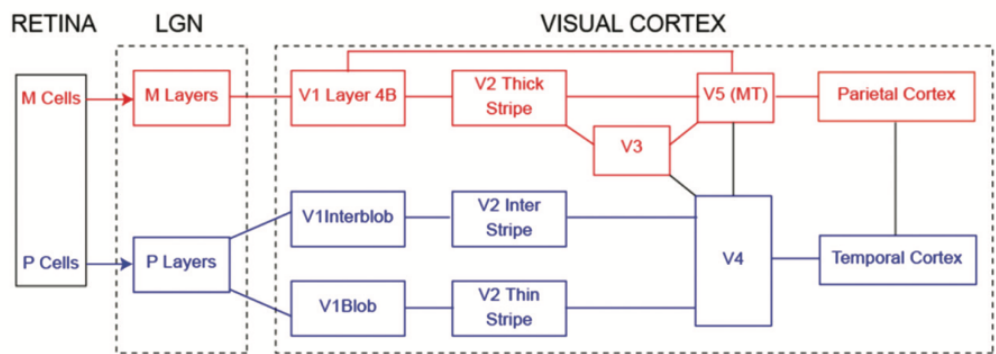 RETINA
LGN
VISUAL CORTEX
M Cells
M Layers
V1 Layer 4B
V2 Thick
Stripe
V5 (MT)
Parietal Cortex
V3
V1Interblob
V2 Inter
Stripe
P Cells
P Layers
V4
Temporal Cortex
V1Blob
V2 Thin
Stripe